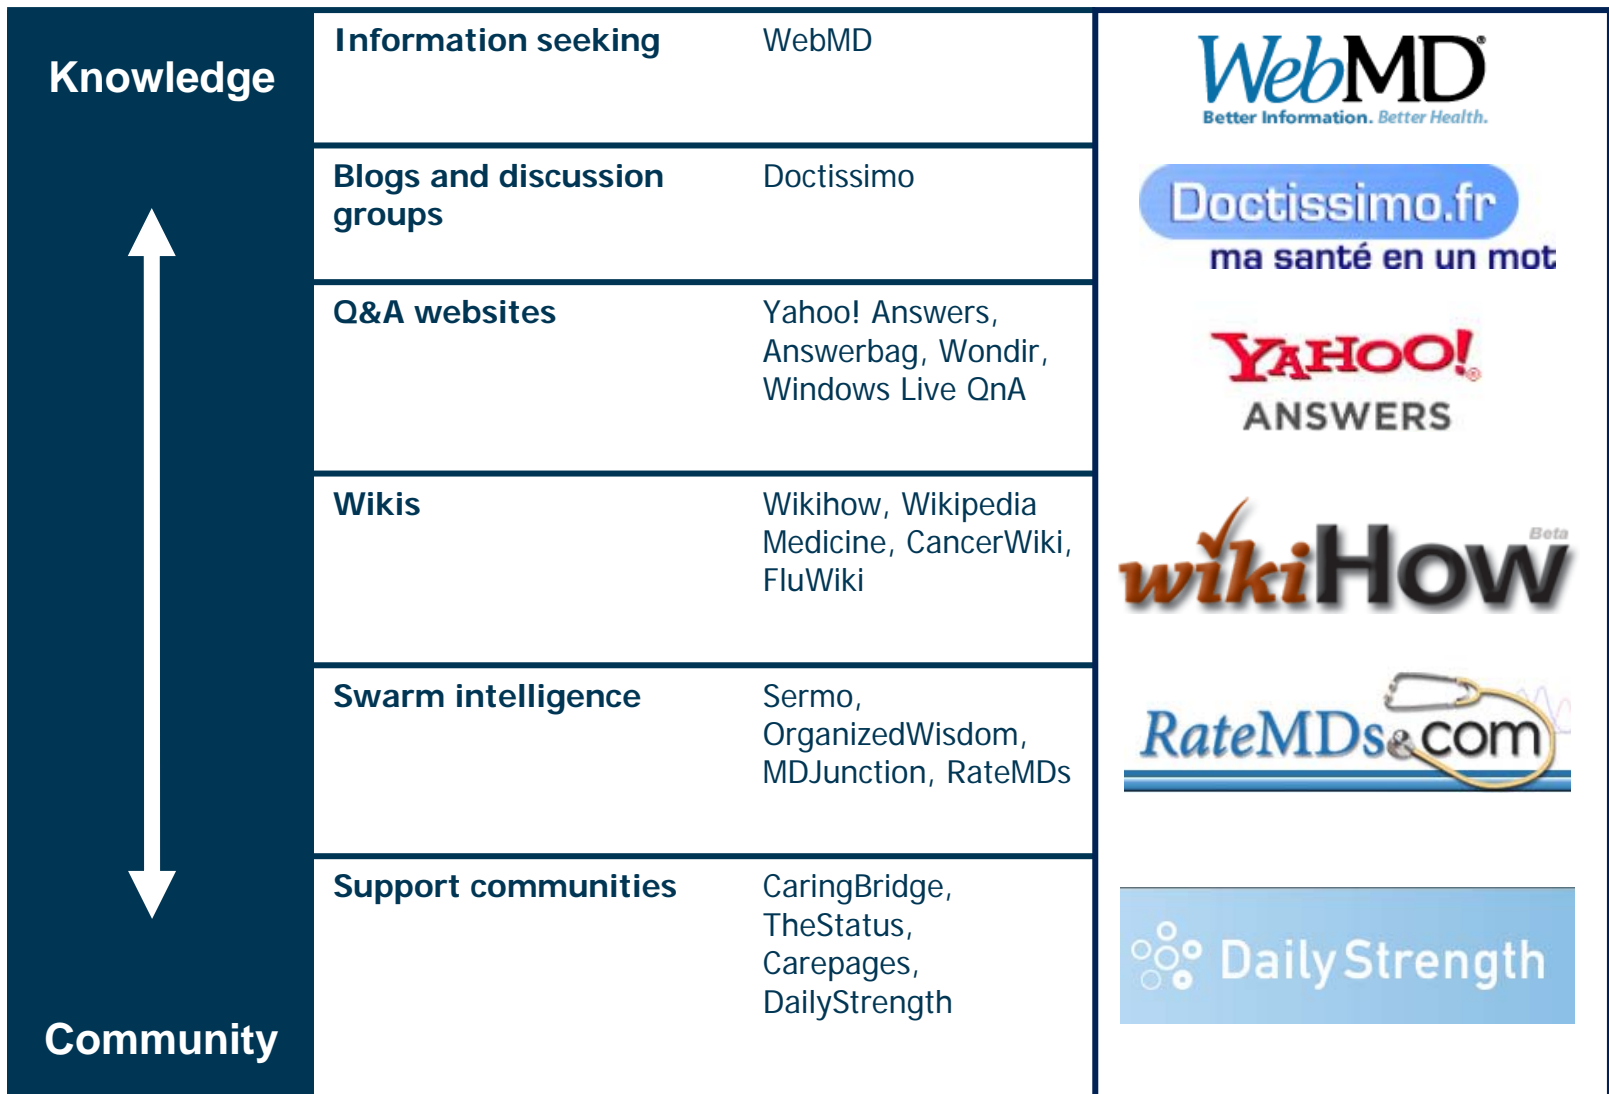 Knowledge
Information seeking
WebMD
WebMD®
Better Information. Better Health.
Blogs and discussion
groups
Doctissimo
Doctissimo.fr
ma santé en un mot
Q&A websites
Yahoo! Answers,
Answerbag, Wondir,
Windows Live QnA
YAHOO!®
ANSWERS
Wikis
Wikihow, Wikipedia
Medicine, CancerWiki,
FluWiki
wikiHow
Beta
Swarm intelligence
Sermo,
OrganizedWisdom,
MDJunction, RateMDs
RateMDs.com
Support communities
CaringBridge,
TheStatus,
Carepages,
DailyStrength
DailyStrength
Community